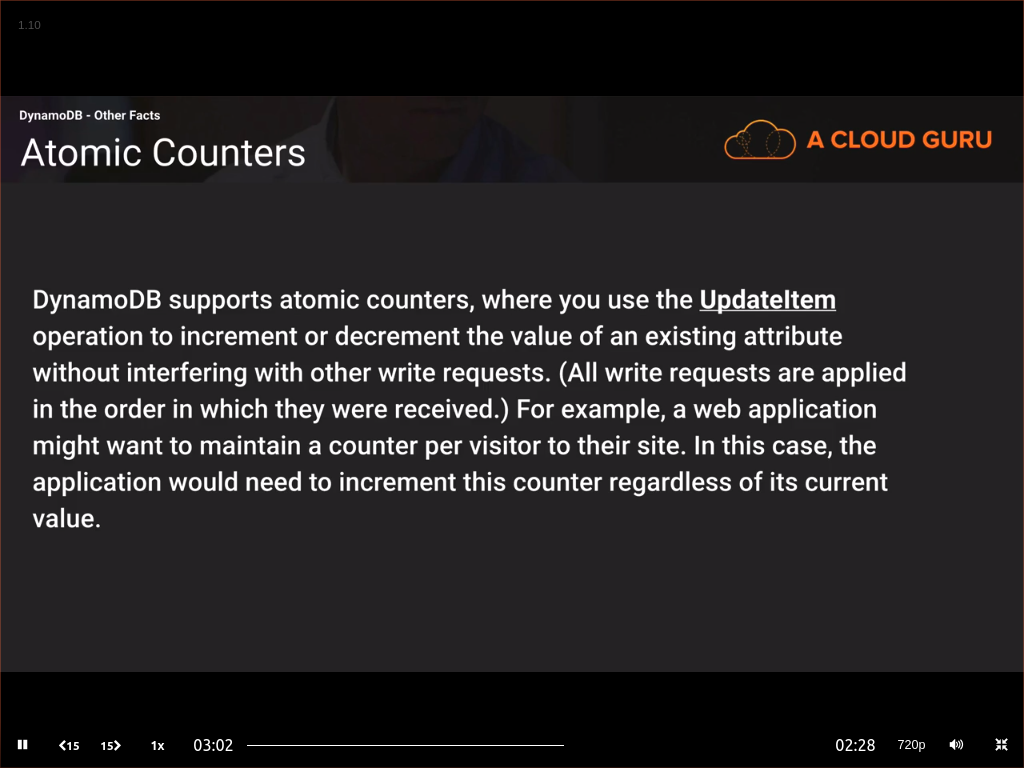 1.10
DynamoDB - Other Facts
Atomic Counters
A CLOUD GURU
DynamoDB supports atomic counters, where you use the UpdateItem
operation to increment or decrement the value of an existing attribute
without interfering with other write requests. (All write requests are applied
in the order in which they were received.) For example, a web application
might want to maintain a counter per visitor to their site. In this case, the
application would need to increment this counter regardless of its current
value.
15 15 1x 03:02 02:28 720p